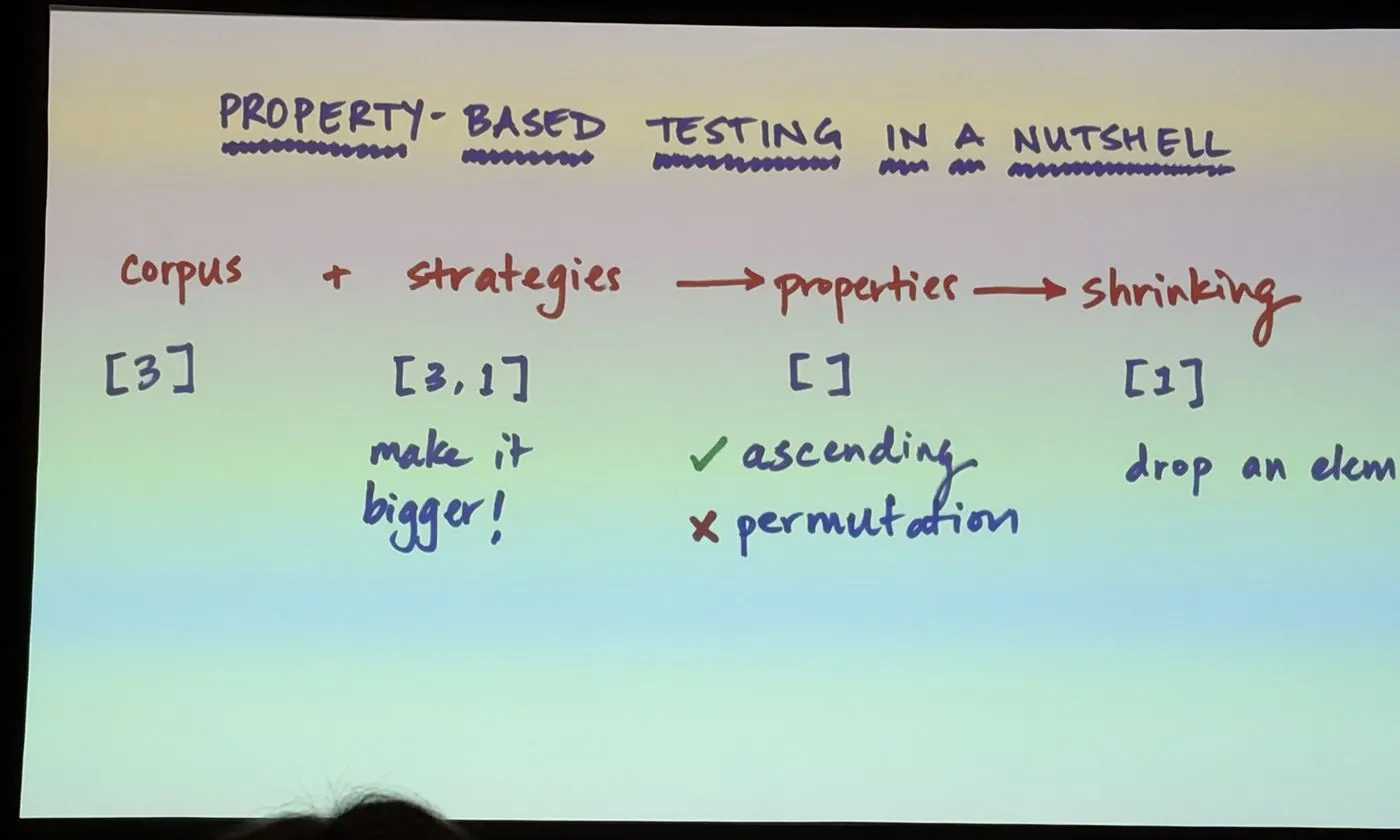 PROPERTY-BASED TESTING IN A NUTSHELL
corpus + strategies → properties → shrinking
[3] [3, 1] [ ] [1]
make it bigger!
✓ ascending
✗ permutation
drop an elem